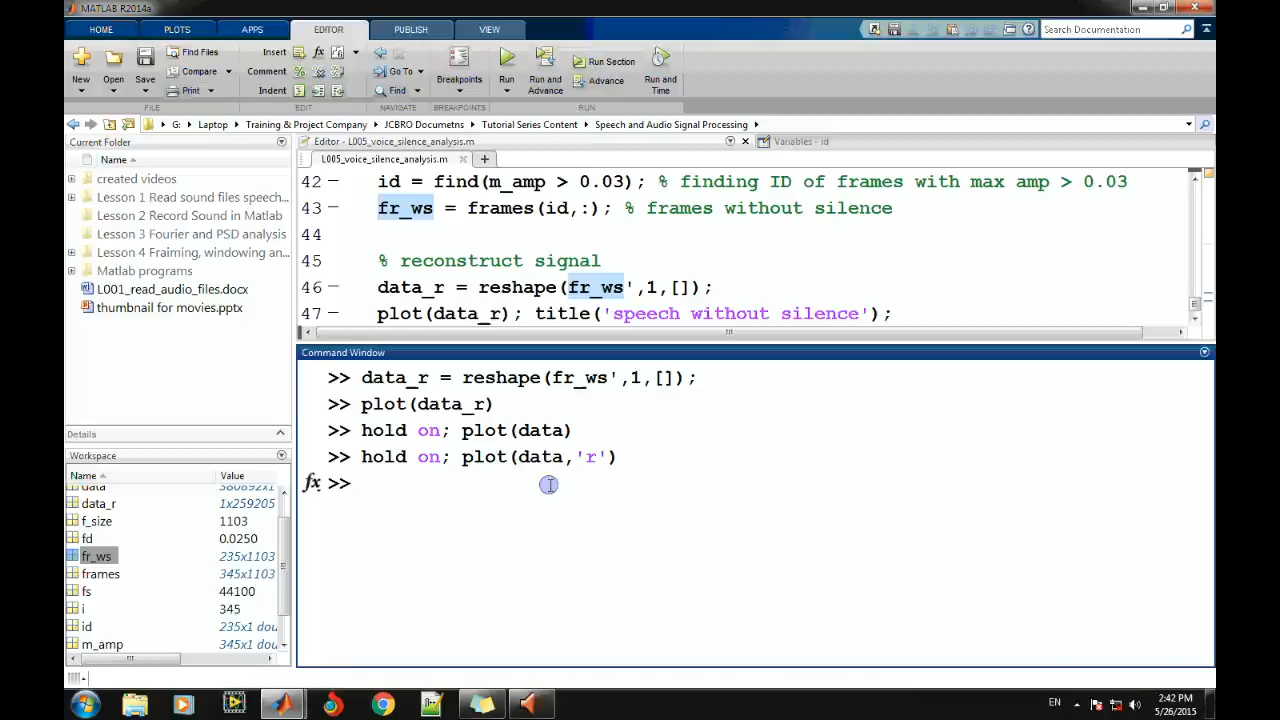 MATLAB R2014a
HOME PLOTS APPS EDITOR PUBLISH VIEW
Search Documentation
New Open Save Find Files Compare Print
Insert Comment Indent fx
Go To Find
Breakpoints Run Run and Advance Run Section Advance Run and Time
FILE EDIT NAVIGATE BREAKPOINTS RUN
G: Laptop Training & Project Company JCBRO Documetns Tutorial Series Content Speech and Audio Signal Processing
Current Folder
Name
created videos
Lesson 1 Read sound files speech...
Lesson 2 Record Sound in Matlab
Lesson 3 Fourier and PSD analysis
Lesson 4 Fraiming, windowing an...
Matlab programs
L001_read_audio_files.docx
thumbnail for movies.pptx
Details
Workspace
Name Value
data 380892x1
data_r 1x259205
f_size 1103
fd 0.0250
fr_ws 235x1103
frames 345x1103
fs 44100
i 345
id 235x1 dou
m_amp 345x1 dou
Editor - L005_voice_silence_analysis.m
Variables - id
L005_voice_silence_analysis.m
42 id = find(m_amp > 0.03); % finding ID of frames with max amp > 0.03
43 fr_ws = frames(id,:); % frames without silence
44
45 % reconstruct signal
46 data_r = reshape(fr_ws',1,[]);
47 plot(data_r); title('speech without silence');
Command Window
>> data_r = reshape(fr_ws',1,[]);
>> plot(data_r)
>> hold on; plot(data)
>> hold on; plot(data,'r')
fx >>
EN
2:42 PM
5/26/2015